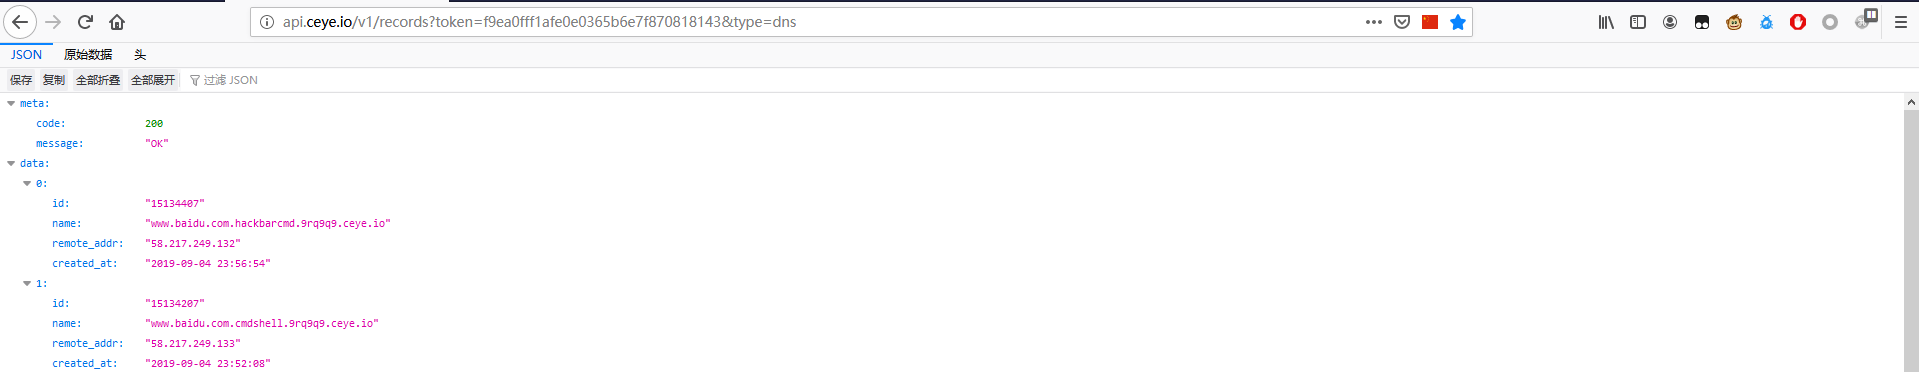 api.ceye.io/v1/records?token=f9ea0fff1afe0e0365b6e7f870818143&type=dns
JSON 原始数据 头
保存 复制 全部折叠 全部展开 过滤 JSON
meta:
code: 200
message: "OK"
data:
0:
id: "15134407"
name: "www.baidu.com.hackbarcmd.9rq9q9.ceye.io"
remote_addr: "58.217.249.132"
created_at: "2019-09-04 23:56:54"
1:
id: "15134207"
name: "www.baidu.com.cmdshell.9rq9q9.ceye.io"
remote_addr: "58.217.249.133"
created_at: "2019-09-04 23:52:08"